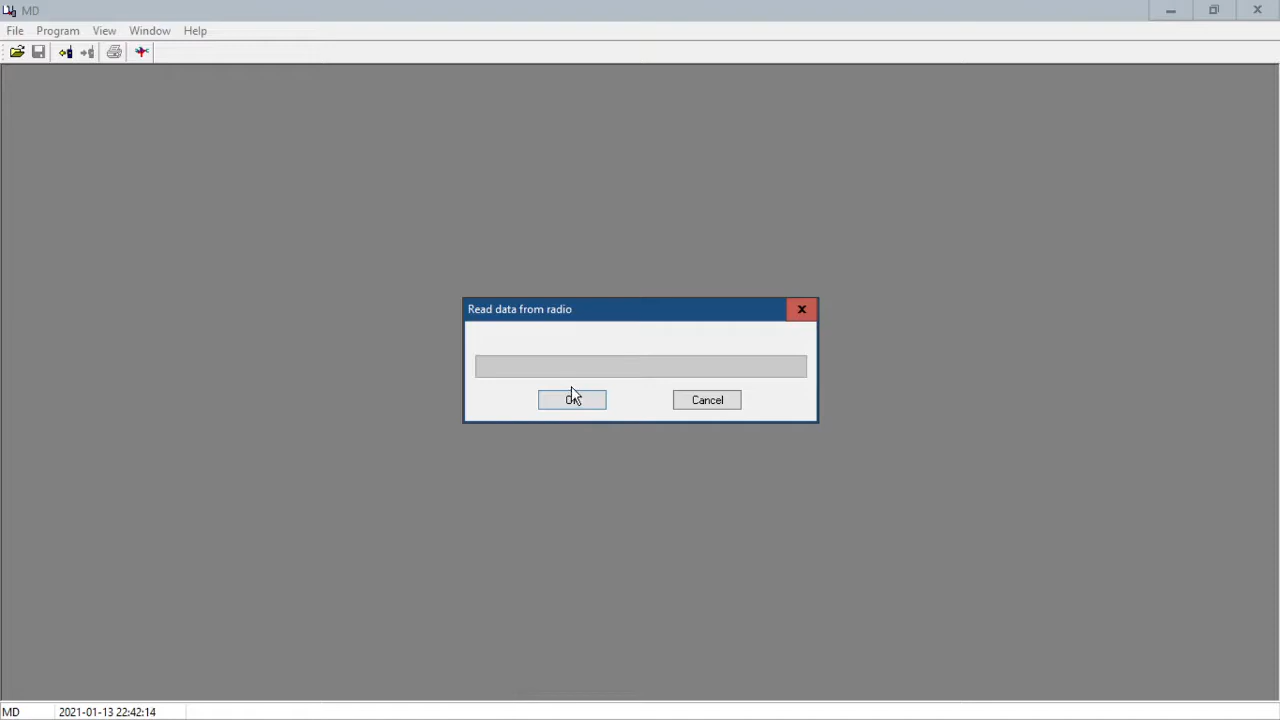 MD
File Program View Window Help
Read data from radio
Cancel
MD 2021-01-13 22:42:14